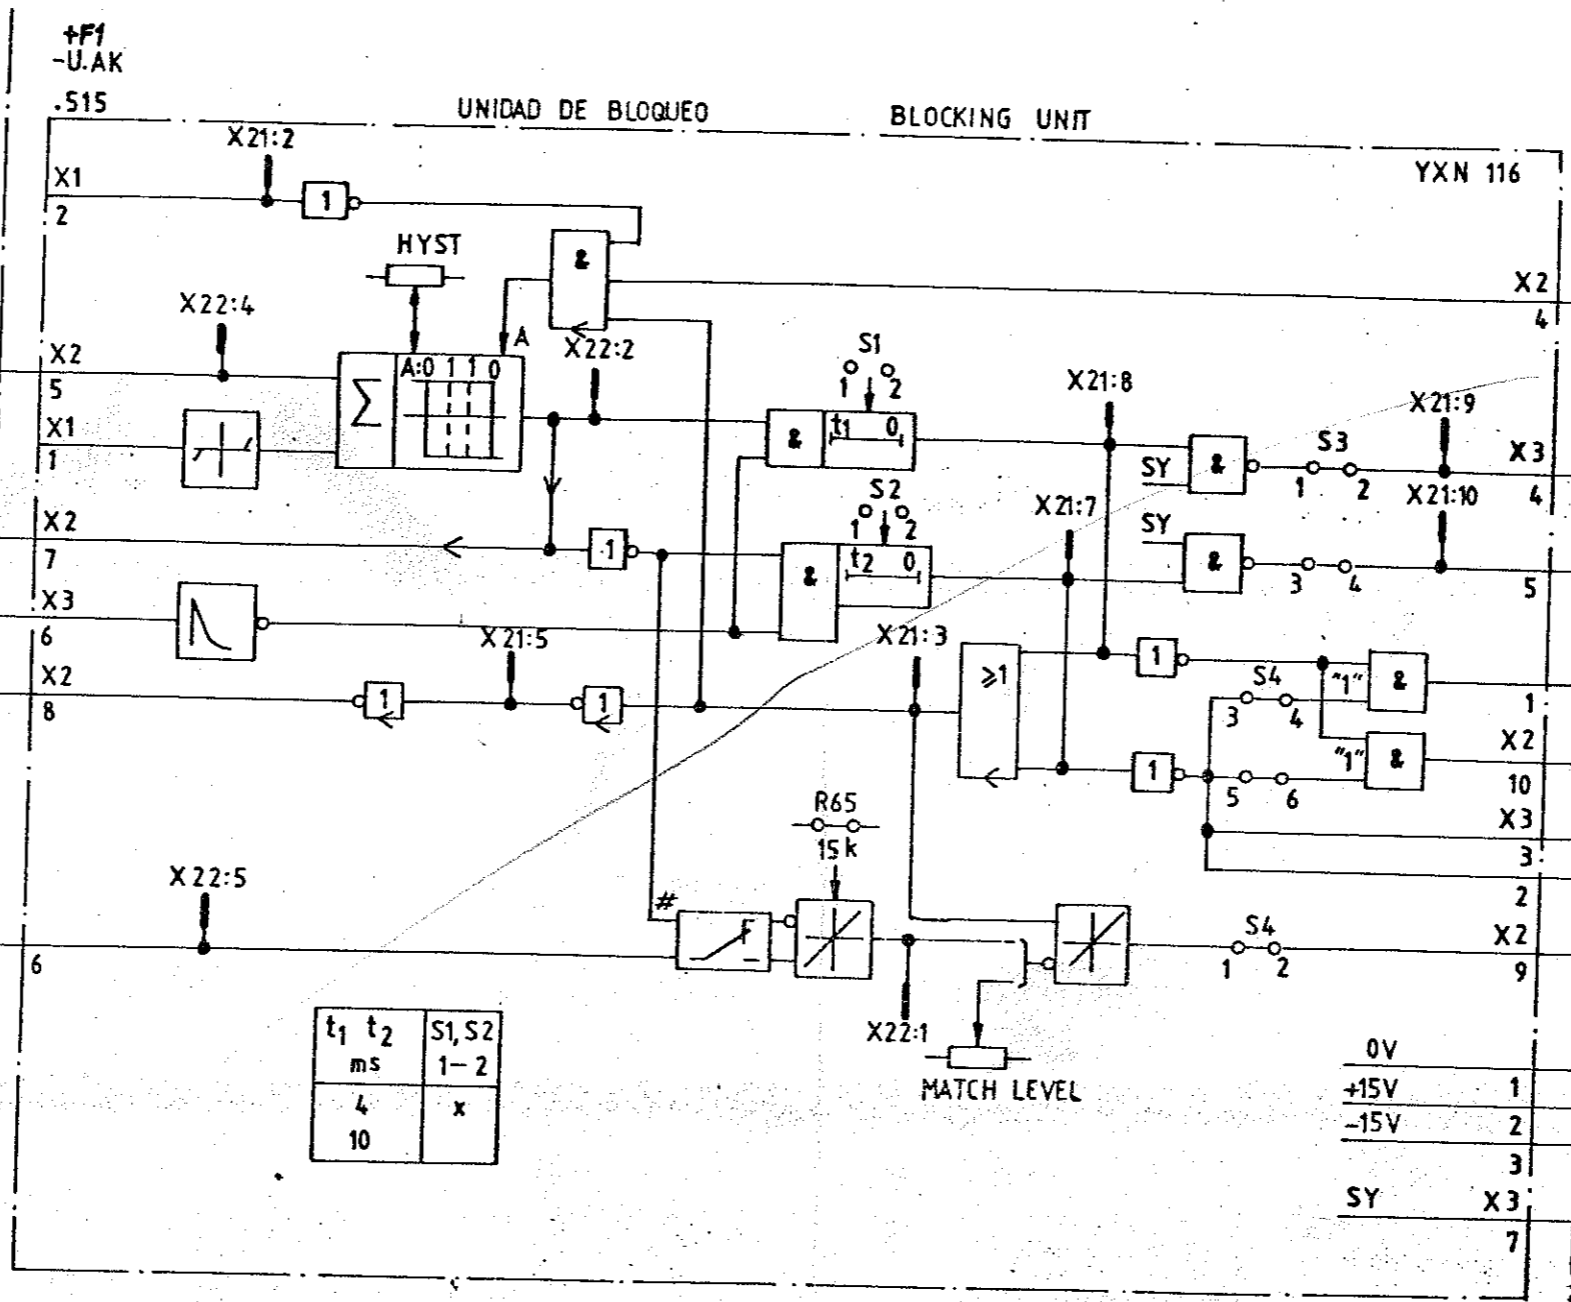 +F1
-U.AK
.515
UNIDAD DE BLOQUEO
BLOCKING UNIT
YXN 116
X21:2
X1
2
1
HYST
&
X2
4
X22:4
A
X22:2
S1
1 2
X2
5
Σ
A:0 1 1 0
X21:8
X21:9
X1
1
&
t1 0
SY
&
S3
1 2
X3
4
S2
1 2
X21:7
X21:10
X2
7
1
&
t2 0
SY
&
3 4
5
X3
6
X21:5
X21:3
X2
8
1
1
≥1
1
"1"
&
S4
3 4
1
"1"
&
X2
10
1
5 6
R65
15k
X3
3
2
X22:5
#
6
S4
1 2
X2
9
X22:1
MATCH LEVEL
t1 t2 S1, S2
ms 1-2
4 x
10
0V
+15V 1
-15V 2
3
SY X3
7